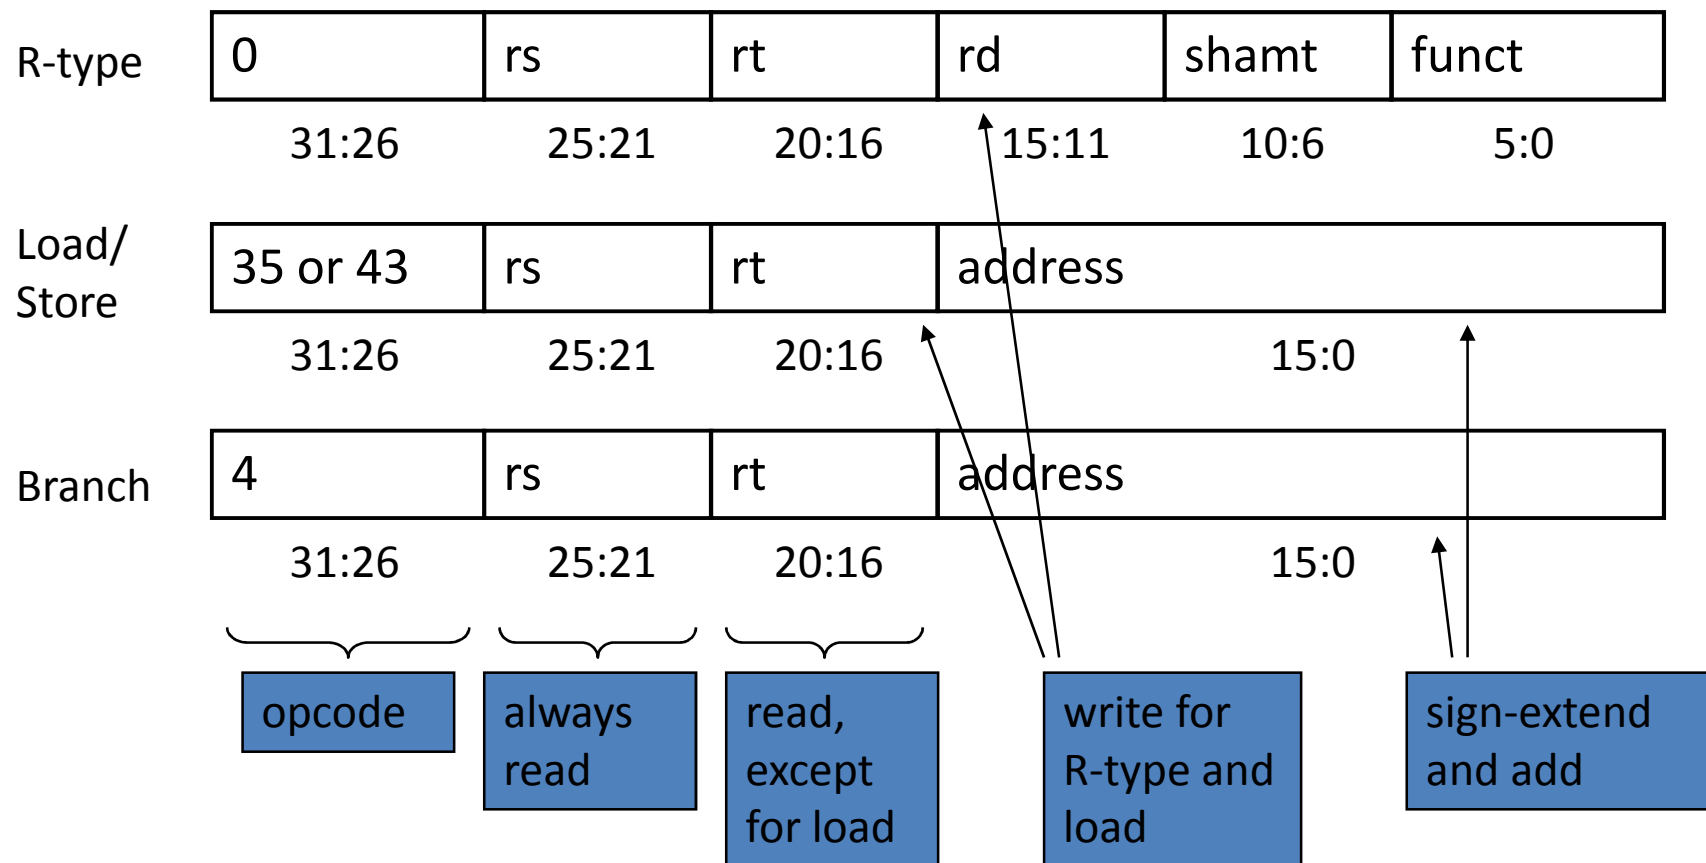 R-type 0 rs rt rd shamt funct
31:26 25:21 20:16 15:11 10:6 5:0
Load/
Store
35 or 43 rs rt address
31:26 25:21 20:16 15:0
Branch 4 rs rt address
31:26 25:21 20:16 15:0
opcode
always
read
read,
except
for load
write for
R-type and
load
sign-extend
and add